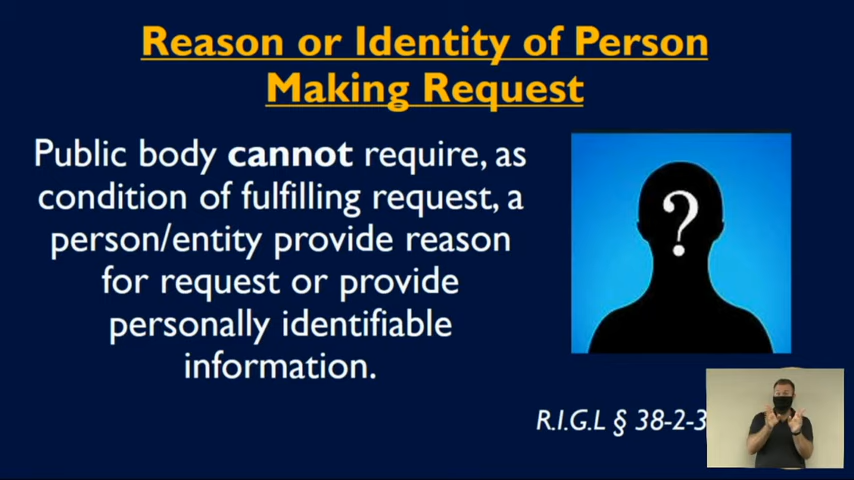 Reason or Identity of Person
Making Request
Public body cannot require, as
condition of fulfilling request, a
person/entity provide reason
for request or provide
personally identifiable
information.
?
R.I.G.L § 38-2-3